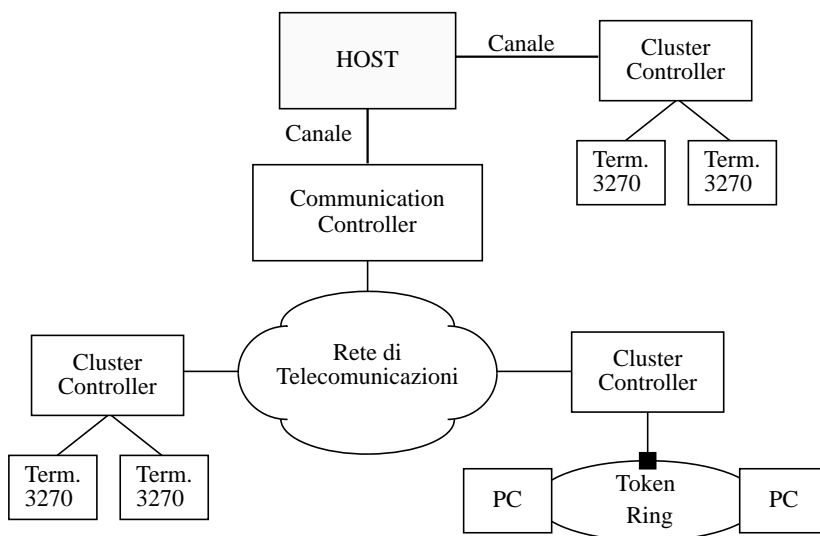 HOST
Canale
Cluster
Controller
Canale
Term.
3270
Term.
3270
Communication
Controller
Rete di
Telecomunicazioni
Cluster
Controller
Cluster
Controller
Term.
3270
Term.
3270
PC
Token
Ring
PC